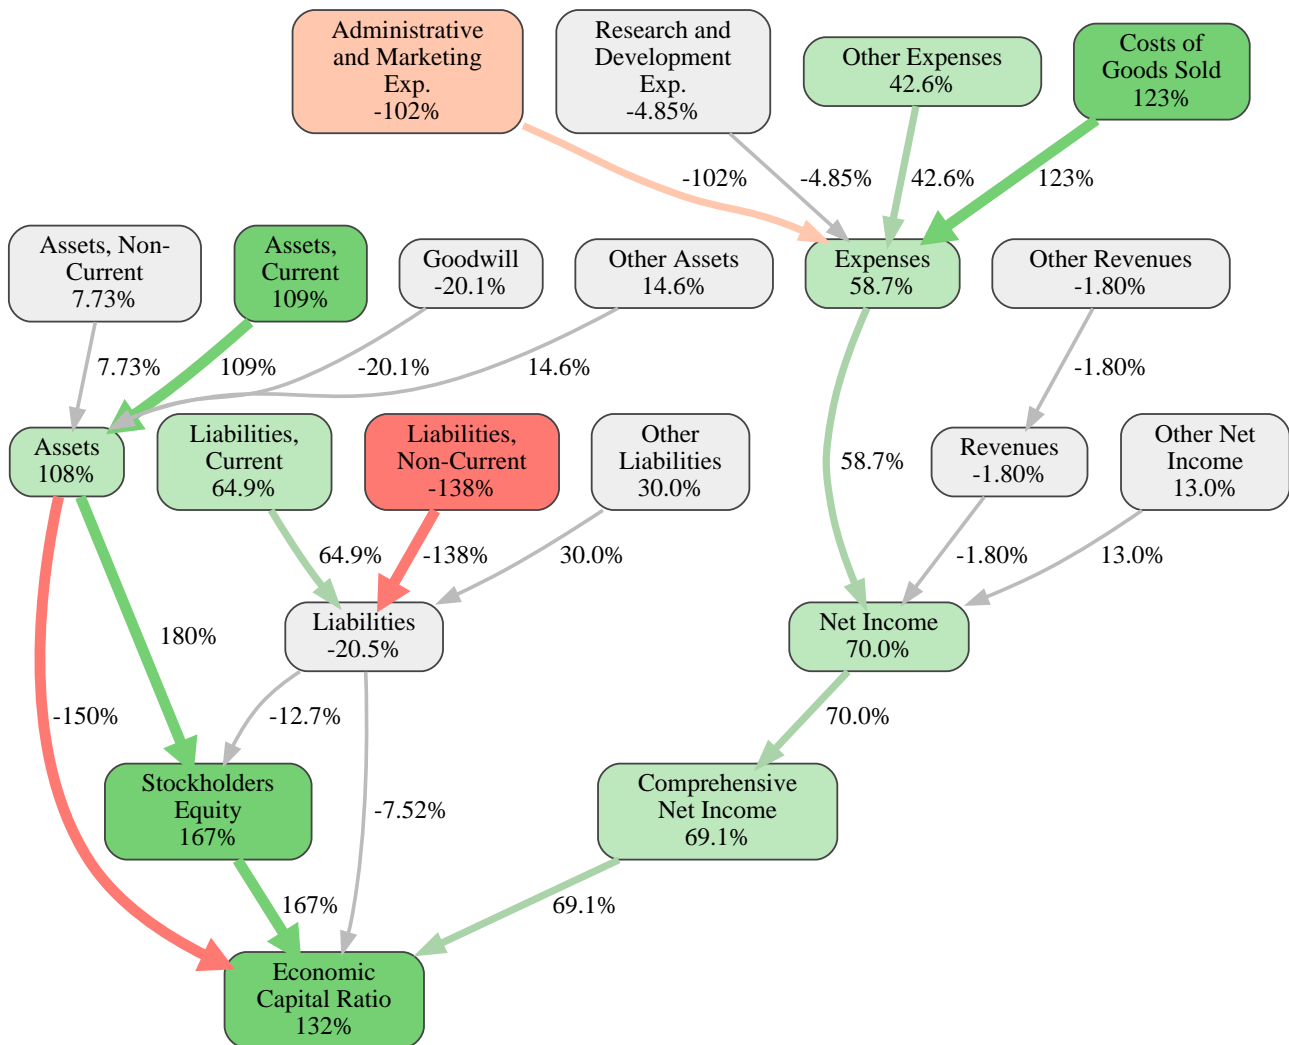 Administrative
and Marketing
Exp.
-102%
Research and
Development
Exp.
-4.85%
Other Expenses
42.6%
Costs of
Goods Sold
123%
-102%
-4.85%
42.6%
123%
Assets, Non-
Current
7.73%
Assets,
Current
109%
Goodwill
-20.1%
Other Assets
14.6%
Expenses
58.7%
Other Revenues
-1.80%
7.73%
109%
-20.1%
14.6%
-1.80%
Assets
108%
Liabilities,
Current
64.9%
Liabilities,
Non-Current
-138%
Other
Liabilities
30.0%
58.7%
Revenues
-1.80%
Other Net
Income
13.0%
64.9%
-138%
30.0%
-1.80%
13.0%
180%
Liabilities
-20.5%
Net Income
70.0%
-150%
-12.7%
70.0%
Stockholders
Equity
167%
-7.52%
Comprehensive
Net Income
69.1%
167%
69.1%
Economic
Capital Ratio
132%